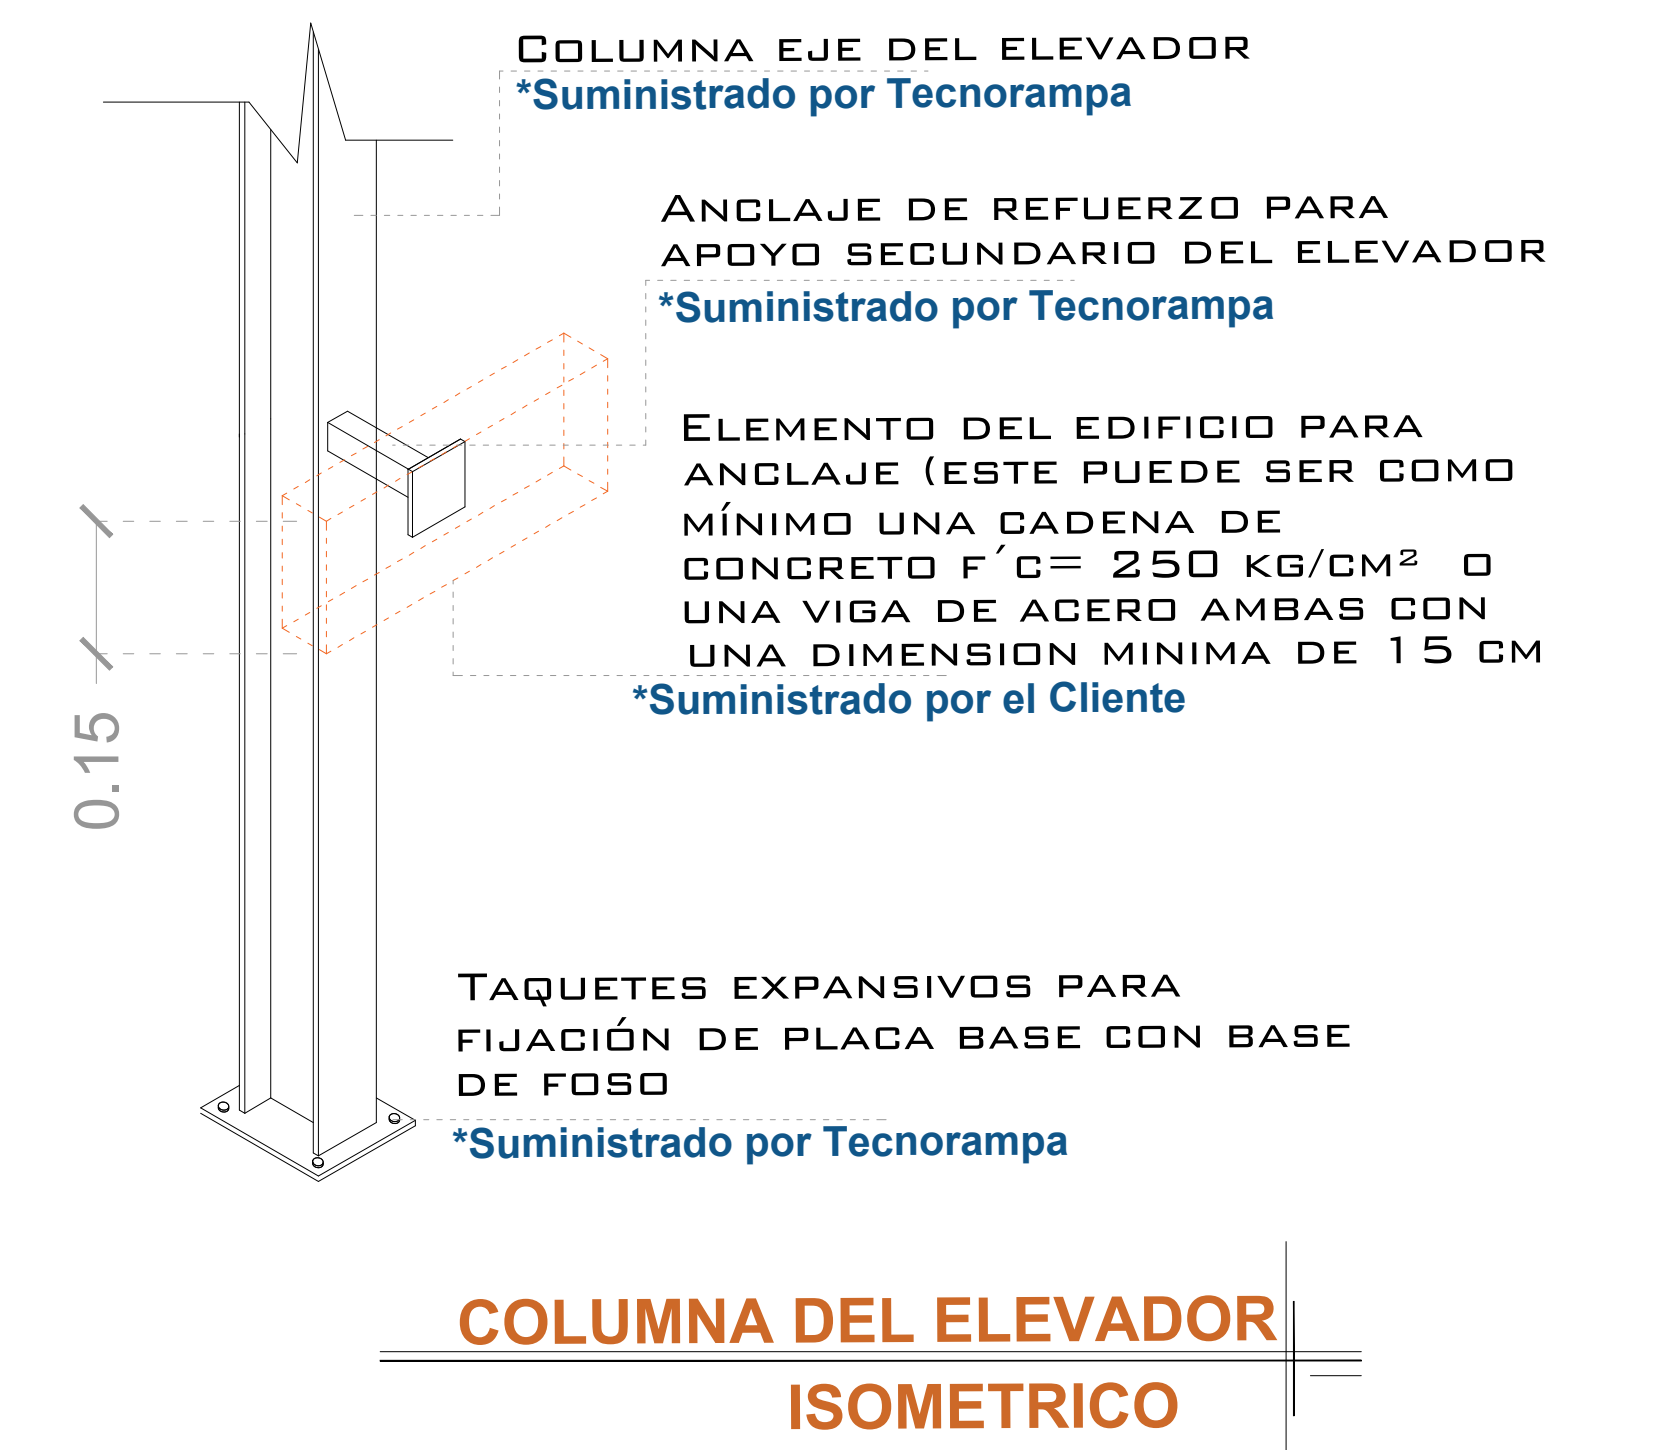 COLUMNA EJE DEL ELEVADOR
*Suministrado por Tecnorampa
ANCLAJE DE REFUERZO PARA
APOYO SECUNDARIO DEL ELEVADOR
*Suministrado por Tecnorampa
ELEMENTO DEL EDIFICIO PARA
ANCLAJE (ESTE PUEDE SER COMO
MÍNIMO UNA CADENA DE
CONCRETO F´C= 250 KG/CM² O
UNA VIGA DE ACERO AMBAS CON
UNA DIMENSION MINIMA DE 15 CM
*Suministrado por el Cliente
0.15
TAQUETES EXPANSIVOS PARA
FIJACIÓN DE PLACA BASE CON BASE
DE FOSO
*Suministrado por Tecnorampa
COLUMNA DEL ELEVADOR
ISOMETRICO